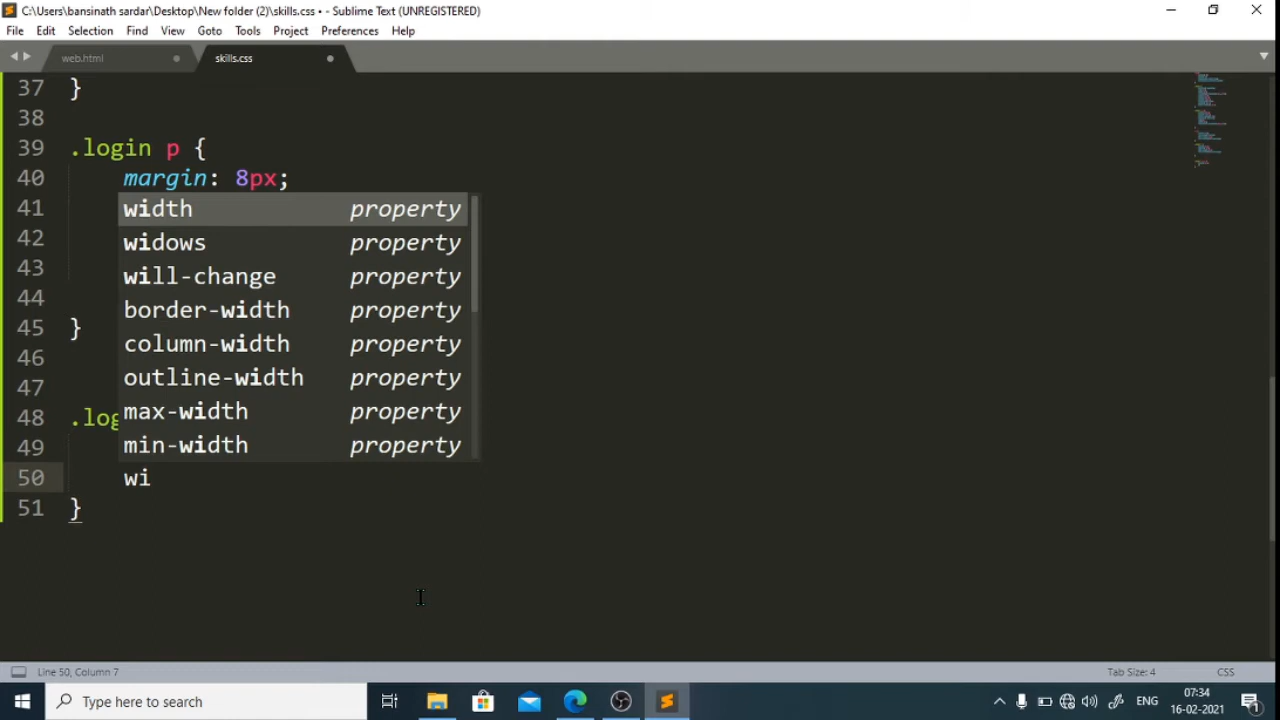 C:\Users\bansinath sardar\Desktop\New folder (2)\skills.css • - Sublime Text (UNREGISTERED)
File Edit Selection Find View Goto Tools Project Preferences Help
web.html skills.css
37 }
38
39 .login p {
40 margin: 8px;
41 width property
42 widows property
43 will-change property
44 border-width property
45 } column-width property
46 outline-width property
47 max-width property
48 .log min-width property
49
50 wi
51 }
Line 50, Column 7 Tab Size: 4 CSS
Type here to search ENG 07:34
16-02-2021 1